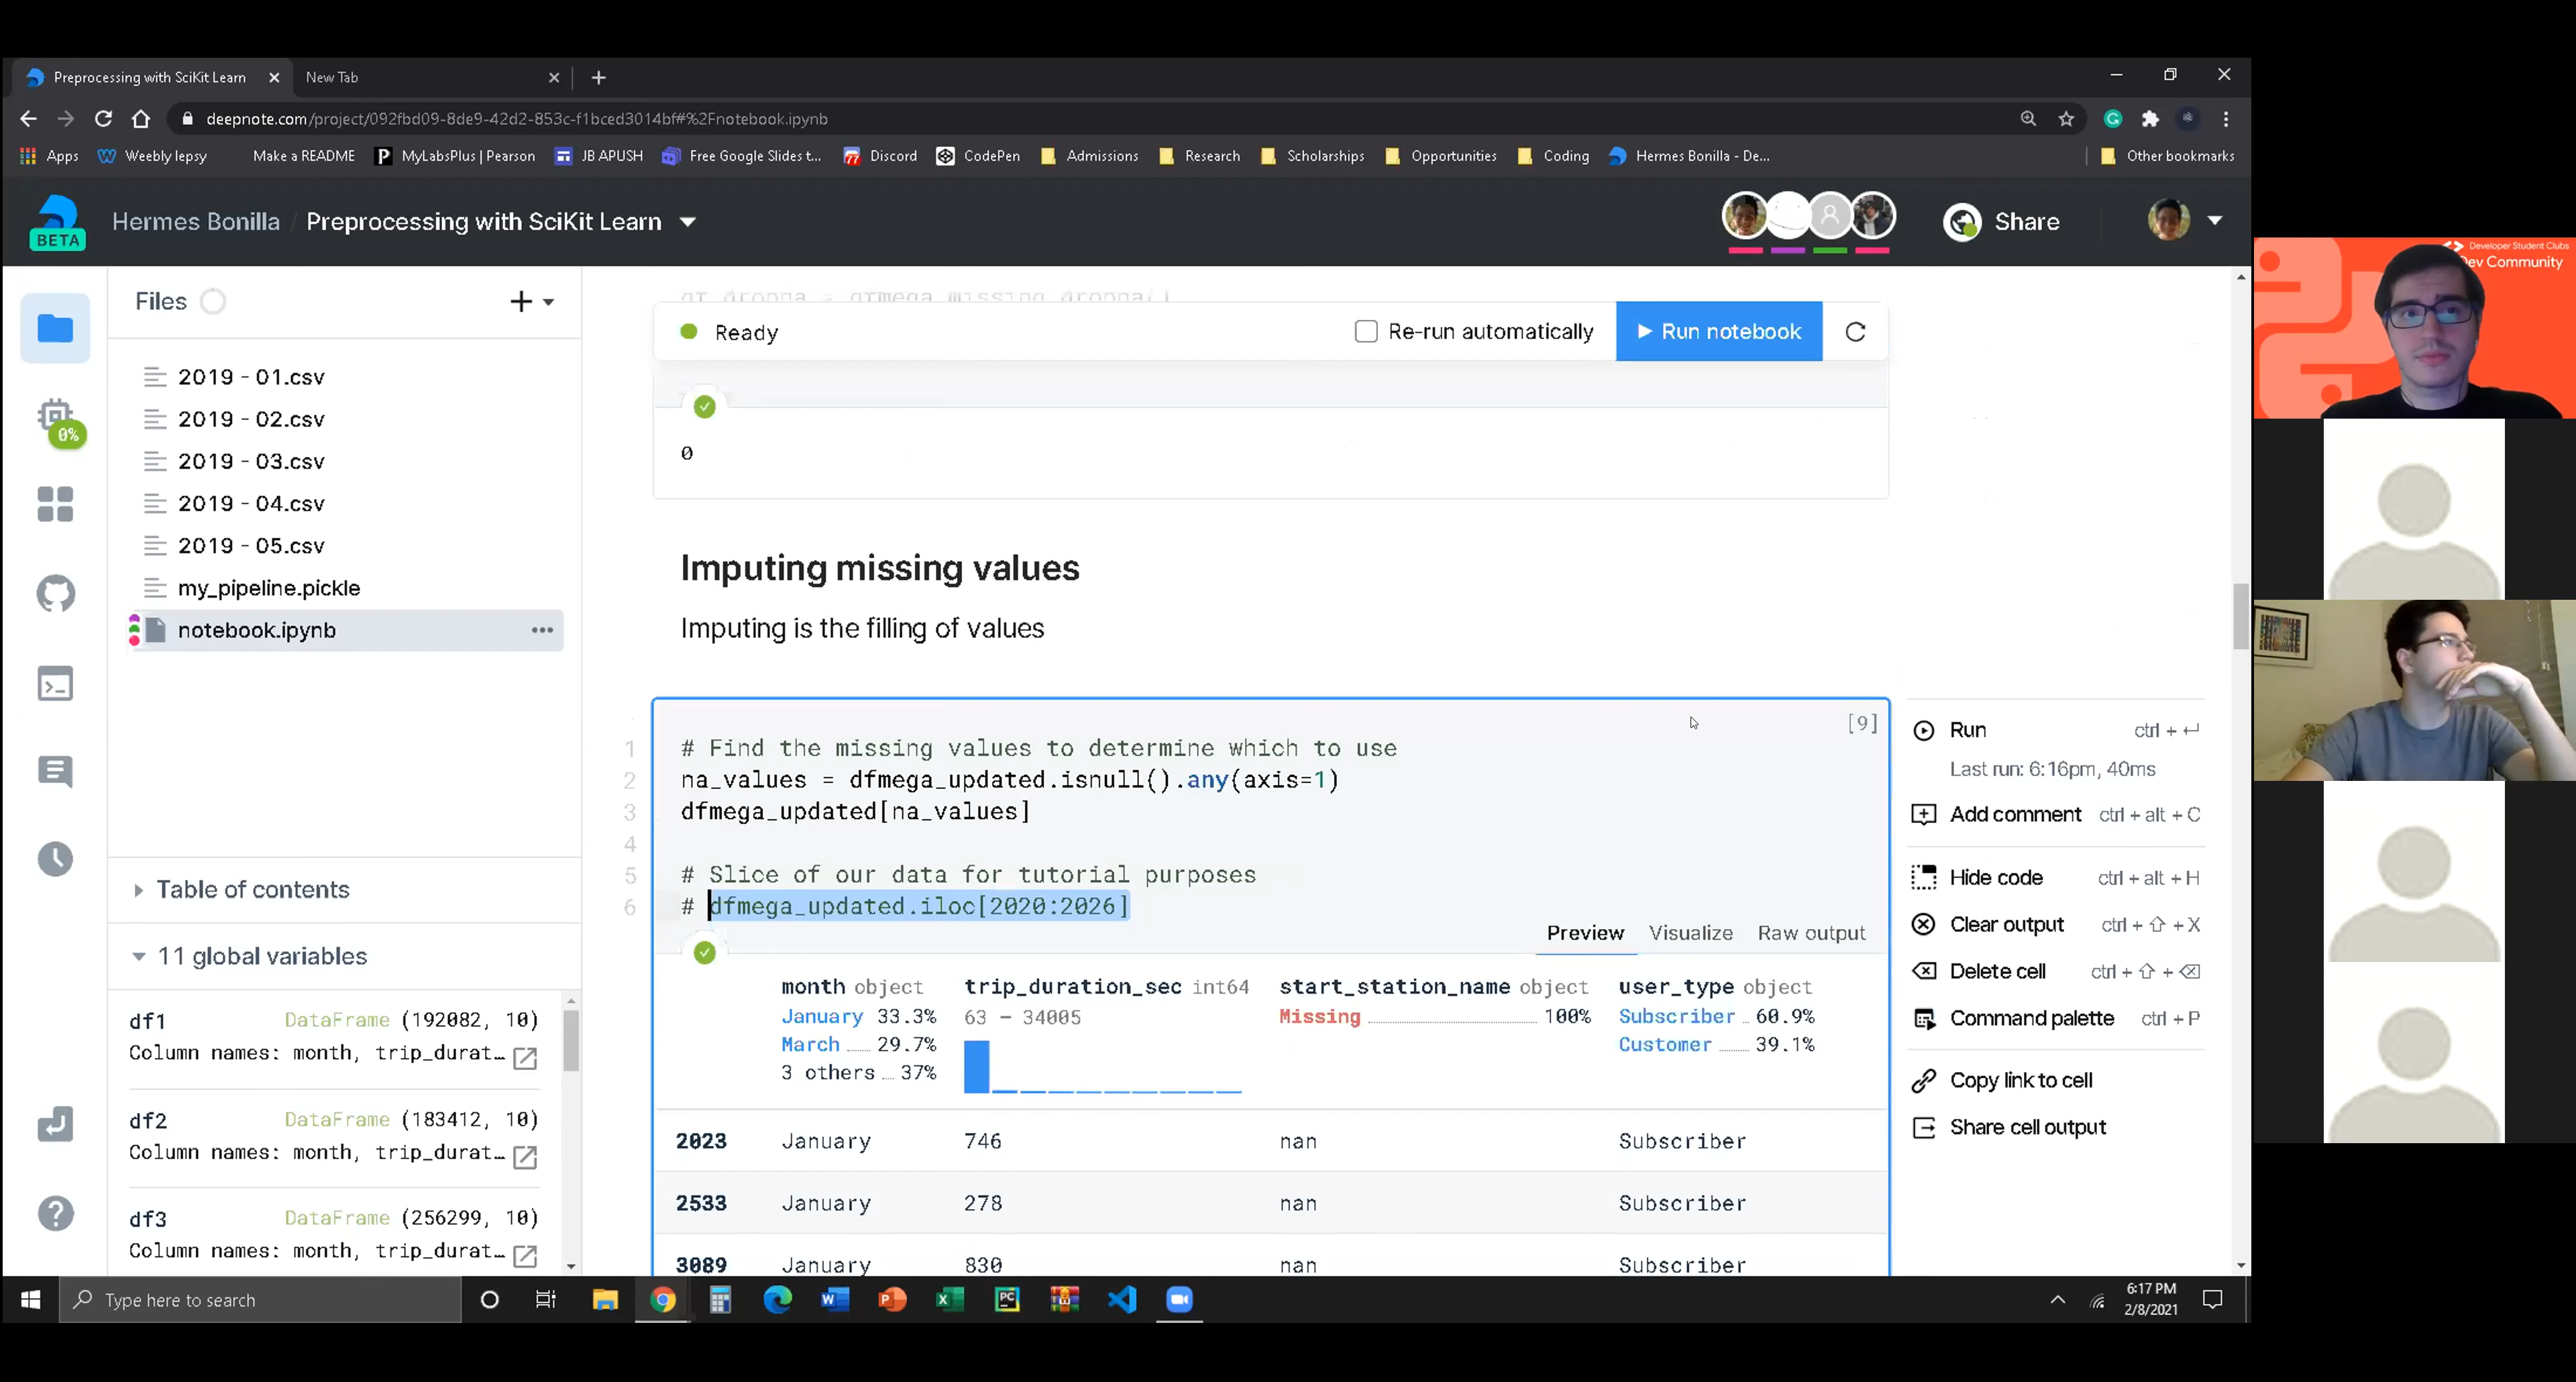 Preprocessing with SciKit Learn
New Tab
deepnote.com/project/092fbd09-8de9-42d2-853c-f1bced3014bf#%2Fnotebook.ipynb
Apps Weebly lepsy Make a README MyLabsPlus | Pearson JB APUSH Free Google Slides t... Discord CodePen Admissions Research Scholarships Opportunities Coding Hermes Bonilla - De... Other bookmarks
BETA
Hermes Bonilla / Preprocessing with SciKit Learn
Share
Developer Student Clubs
Dev Community
Files
2019 - 01.csv
2019 - 02.csv
2019 - 03.csv
2019 - 04.csv
2019 - 05.csv
my_pipeline.pickle
notebook.ipynb
0%
Table of contents
11 global variables
df1 DataFrame (192082, 10)
Column names: month, trip_durat...
df2 DataFrame (183412, 10)
Column names: month, trip_durat...
df3 DataFrame (256299, 10)
Column names: month, trip_durat...
Ready
Re-run automatically
Run notebook
0
Imputing missing values
Imputing is the filling of values
[9]
1 # Find the missing values to determine which to use
2 na_values = dfmega_updated.isnull().any(axis=1)
3 dfmega_updated[na_values]
4
5 # Slice of our data for tutorial purposes
6 # dfmega_updated.iloc[2020:2026]
Preview Visualize Raw output
month object trip_duration_sec int64 start_station_name object user_type object
January 33.3% 63 - 34005 Missing 100% Subscriber 60.9%
March 29.7% Customer 39.1%
3 others 37%
2023 January 746 nan Subscriber
2533 January 278 nan Subscriber
3089 January 830 nan Subscriber
Run ctrl + ↵
Last run: 6:16pm, 40ms
Add comment ctrl + alt + C
Hide code ctrl + alt + H
Clear output ctrl + ⇧ + X
Delete cell ctrl + ⇧ + ⌫
Command palette ctrl + P
Copy link to cell
Share cell output
Type here to search
6:17 PM
2/8/2021